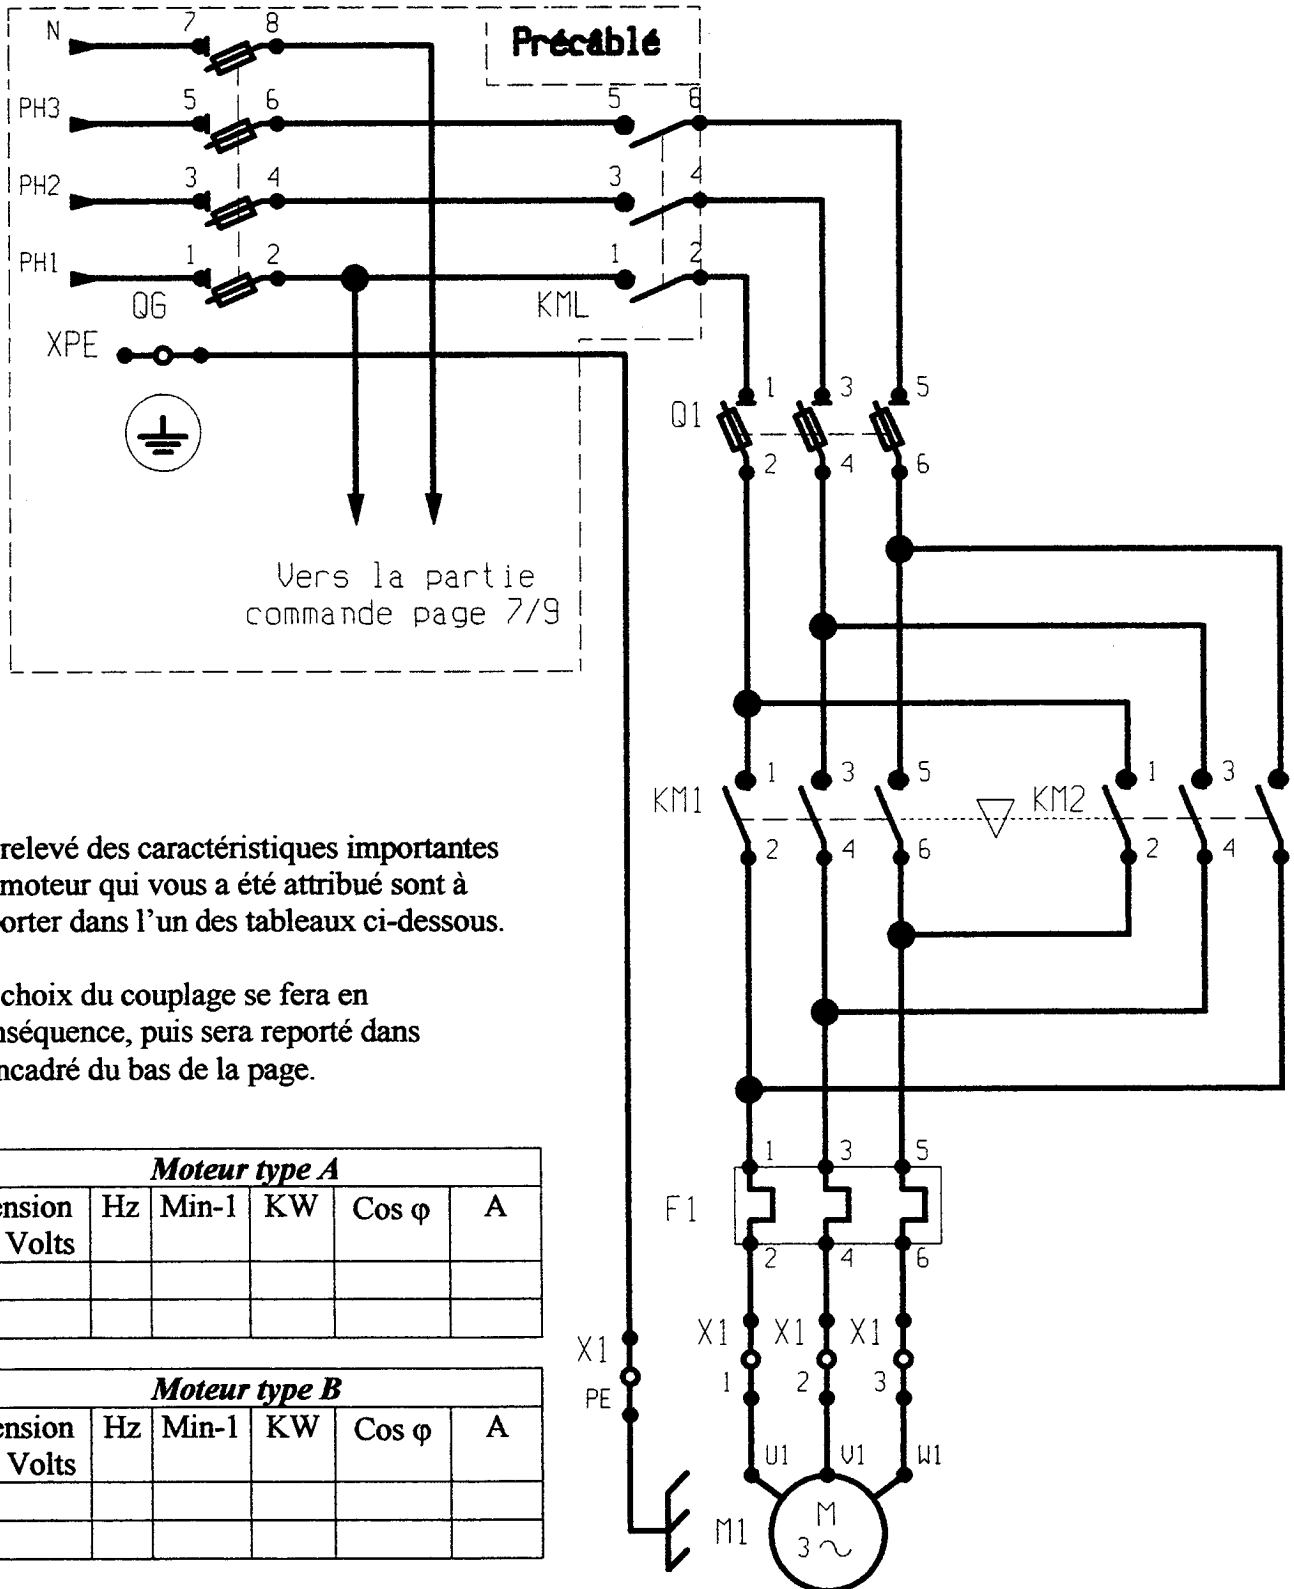 N 7 8 Précâblé
PH3 5 6 5 6
PH2 3 4 3 4
PH1 1 2 1 2
QG KML
XPE
Q1 1 3 5
2 4 6
Vers la partie
commande page 7/9
KM1 1 3 5 KM2 1 3
2 4 6 2 4
relevé des caractéristiques importantes
moteur qui vous a été attribué sont à
orter dans l'un des tableaux ci-dessous.
choix du couplage se fera en
nséquence, puis sera reporté dans
ncadré du bas de la page.
Moteur type A
ension Hz Min-1 KW Cos φ A
Volts
F1 1 3 5
2 4 6
X1 X1 X1
1 2 3
X1
PE
Moteur type B
ension Hz Min-1 KW Cos φ A
Volts
U1 V1 W1
M1 M
3 ~